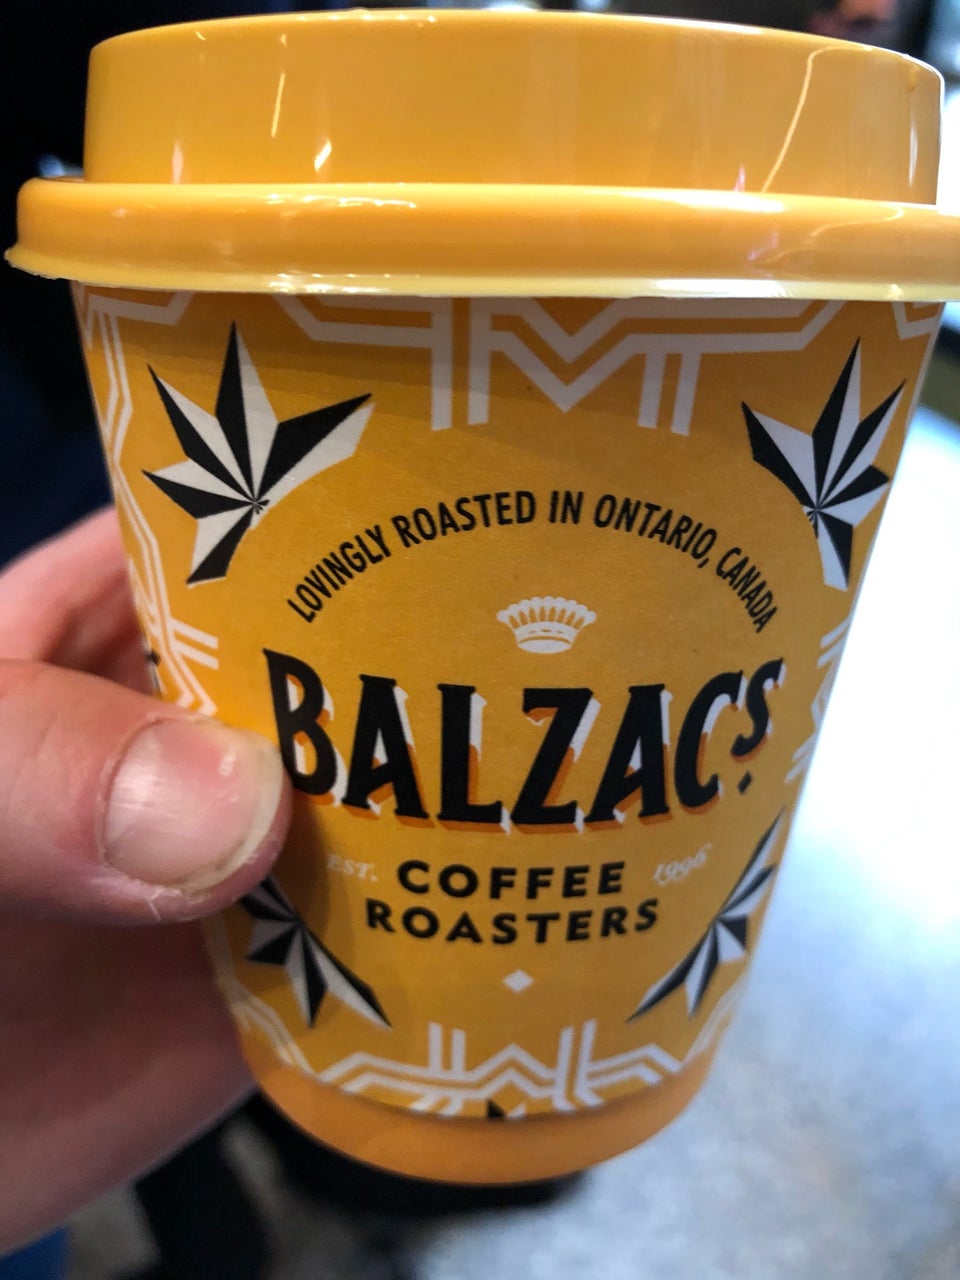 LOVINGLY ROASTED IN ONTARIO, CANADA
BALZAC'S
EST. COFFEE 1996
ROASTERS